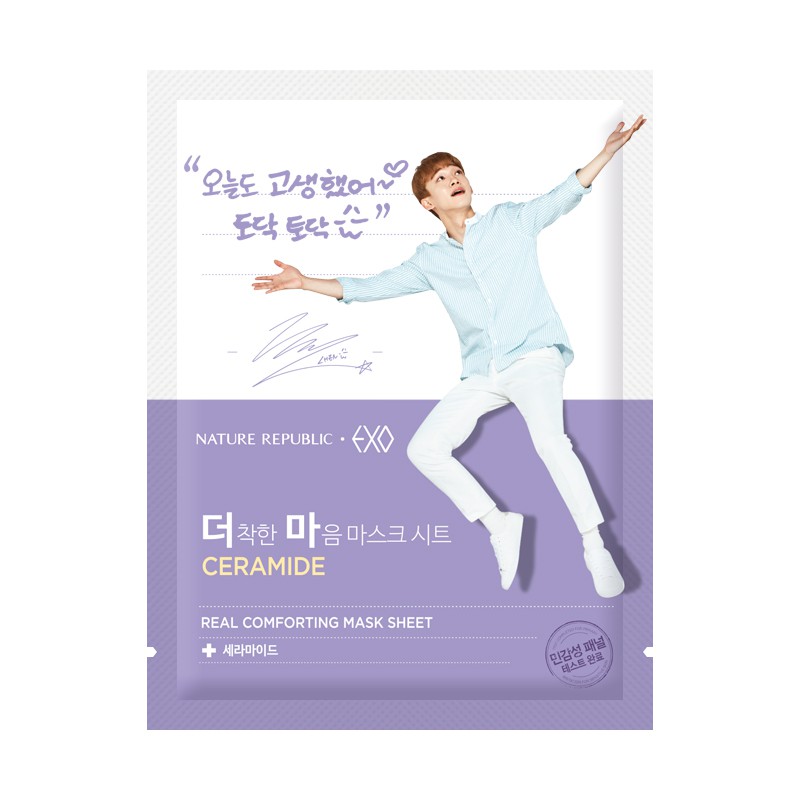 “오늘도 고생했어~♡
토닥 토닥 ”
CHEN
NATURE REPUBLIC · EXO
더착한 마음 마스크 시트
CERAMIDE
REAL COMFORTING MASK SHEET
+ 세라마이드
민감성 패널
테스트 완료